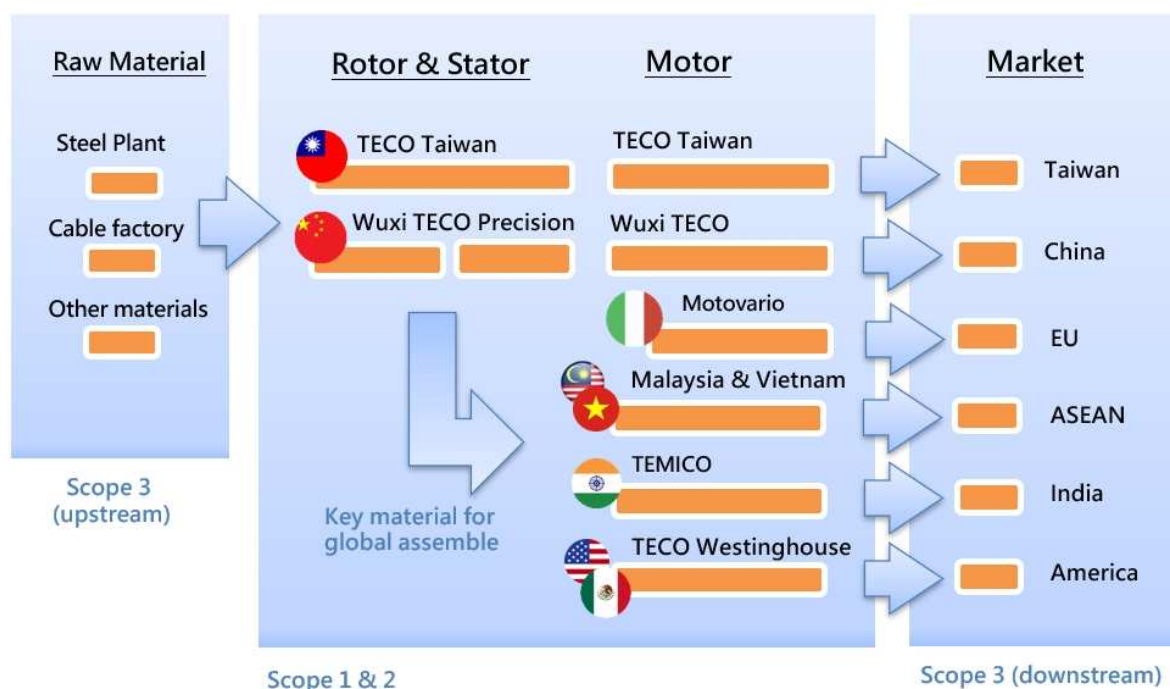 Raw Material
Steel Plant
Cable factory
Other materials
Scope 3
(upstream)
Rotor & Stator
Motor
TECO Taiwan
TECO Taiwan
Wuxi TECO Precision
Wuxi TECO
Motovario
Malaysia & Vietnam
TEMICO
TECO Westinghouse
Key material for
global assemble
Scope 1 & 2
Market
Taiwan
China
EU
ASEAN
India
America
Scope 3 (downstream)